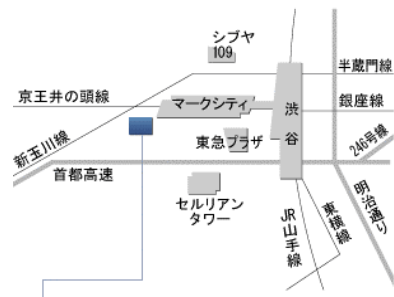 シブヤ
109
半蔵門線
京王井の頭線
マークシティ
渋谷
銀座線
新玉川線
東急プラザ
246号線
首都高速
セルリアン
タワー
JR山手線
東横線
明治通り